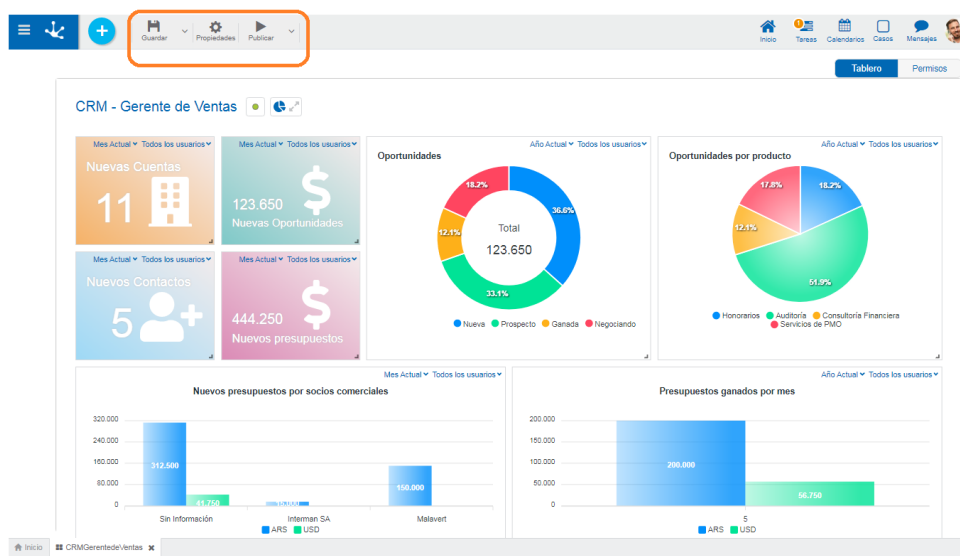 Guardar Propiedades Publicar
Inicio Tareas Calendarios Casos Mensajes
Tablero Permisos
CRM - Gerente de Ventas
Mes Actual Todos los usuarios
Nuevas Cuentas
11
Mes Actual Todos los usuarios
123.650
Nuevas Oportunidades
Mes Actual Todos los usuarios
Nuevos Contactos
5
Mes Actual Todos los usuarios
444.250
Nuevos presupuestos
Año Actual Todos los usuarios
Oportunidades
18.2%
36.6%
12.1%
33.1%
Total
123.650
Nueva Prospecto Ganada Negociando
Año Actual Todos los usuarios
Oportunidades por producto
17.8%
18.2%
12.1%
51.9%
Honorarios Auditoría Consultoría Financiera
Servicios de PMO
Mes Actual Todos los usuarios
Nuevos presupuestos por socios comerciales
320.000
240.000
160.000
80.000
0
312.500
41.750
150.000
Sin Información Interman SA Malavert
ARS USD
Año Actual Todos los usuarios
Presupuestos ganados por mes
200.000
150.000
100.000
50.000
0
200.000
56.750
5
ARS USD
Inicio CRMGerentedeVentas